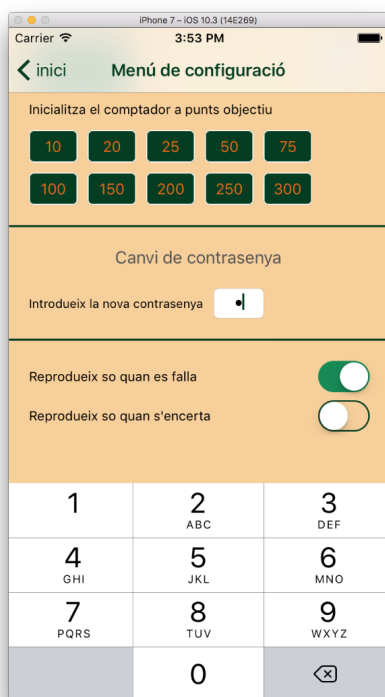 iPhone 7 – iOS 10.3 (14E269)
Carrier 3:53 PM
inici Menú de configuració
Inicialitza el comptador a punts objectiu
10 20 25 50 75
100 150 200 250 300
Canvi de contrasenya
Introdueix la nova contrasenya
Reprodueix so quan es falla
Reprodueix so quan s'encerta
1 2 3
ABC DEF
4 5 6
GHI JKL MNO
7 8 9
PQRS TUV WXYZ
0